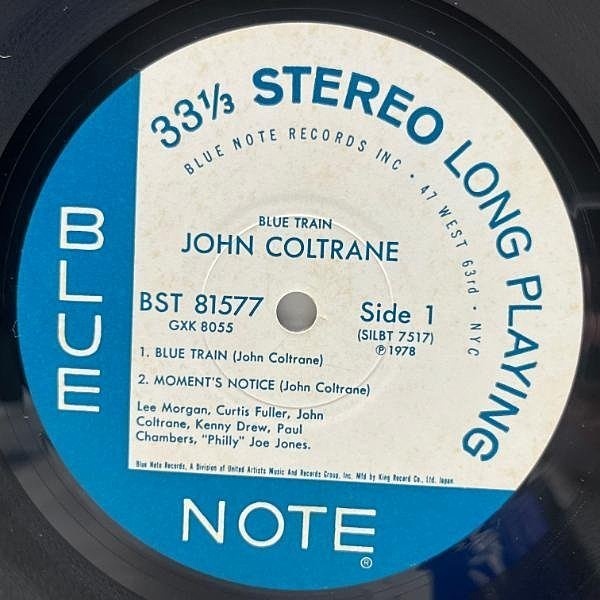 33⅓ STEREO LONG PLAYING
BLUE NOTE RECORDS INC • 47 WEST 63rd • NYC
BLUE TRAIN
JOHN COLTRANE
BST 81577
GXK 8055
Side 1
(SILBT 7517)
℗ 1978
1. BLUE TRAIN (John Coltrane)
2. MOMENT'S NOTICE (John Coltrane)
Lee Morgan, Curtis Fuller, John
Coltrane, Kenny Drew, Paul
Chambers, "Philly" Joe Jones.
Blue Note Records, A Division of United Artists Music And Records Group, Inc. Mfd by King Record Co., Ltd. Japan
BLUE
NOTE®